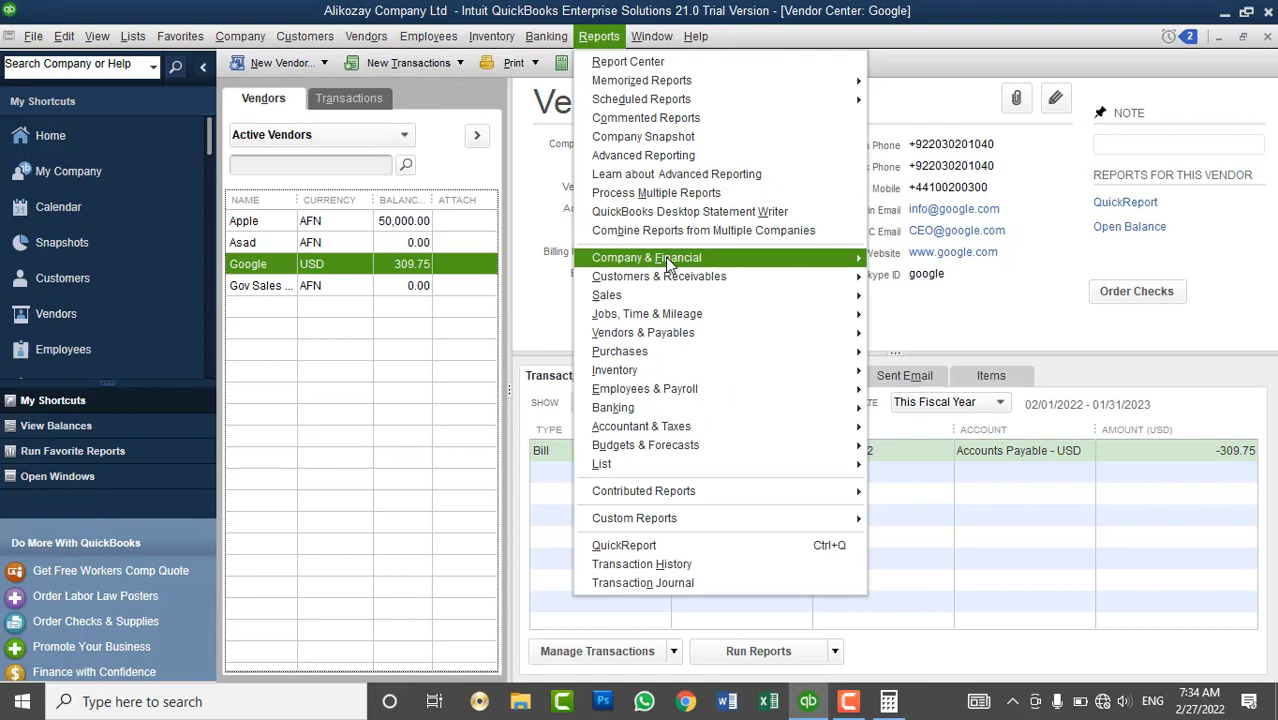 Alikozay Company Ltd - Intuit QuickBooks Enterprise Solutions 21.0 Trial Version - [Vendor Center: Google]
File Edit View Lists Favorites Company Customers Vendors Employees Inventory Banking Reports Window Help
2
Search Company or Help
My Shortcuts
Home
My Company
Calendar
Snapshots
Customers
Vendors
Employees
My Shortcuts
View Balances
Run Favorite Reports
Open Windows
Do More With QuickBooks
Get Free Workers Comp Quote
Order Labor Law Posters
Order Checks & Supplies
Promote Your Business
Finance with Confidence
New Vendor... New Transactions Print
Vendors Transactions
Active Vendors
NAME CURRENCY BALANC... ATTACH
Apple AFN 50,000.00
Asad AFN 0.00
Google USD 309.75
Gov Sales ... AFN 0.00
Report Center
Memorized Reports
Scheduled Reports
Commented Reports
Company Snapshot
Advanced Reporting
Learn about Advanced Reporting
Process Multiple Reports
QuickBooks Desktop Statement Writer
Combine Reports from Multiple Companies
Company & Financial
Customers & Receivables
Sales
Jobs, Time & Mileage
Vendors & Payables
Purchases
Inventory
Employees & Payroll
Banking
Accountant & Taxes
Budgets & Forecasts
List
Contributed Reports
Custom Reports
QuickReport Ctrl+Q
Transaction History
Transaction Journal
Ve
Comp
Ve
Billing
Phone +922030201040
Phone +922030201040
Mobile +44100200300
in Email info@google.com
C Email CEO@google.com
www.google.com
kype ID google
NOTE
REPORTS FOR THIS VENDOR
QuickReport
Open Balance
Order Checks
Transact Sent Email Items
SHOW TE This Fiscal Year 02/01/2022 - 01/31/2023
TYPE ACCOUNT AMOUNT (USD)
Bill 2 Accounts Payable - USD -309.75
Manage Transactions Run Reports
Type here to search
ENG
7:34 AM
2/27/2022